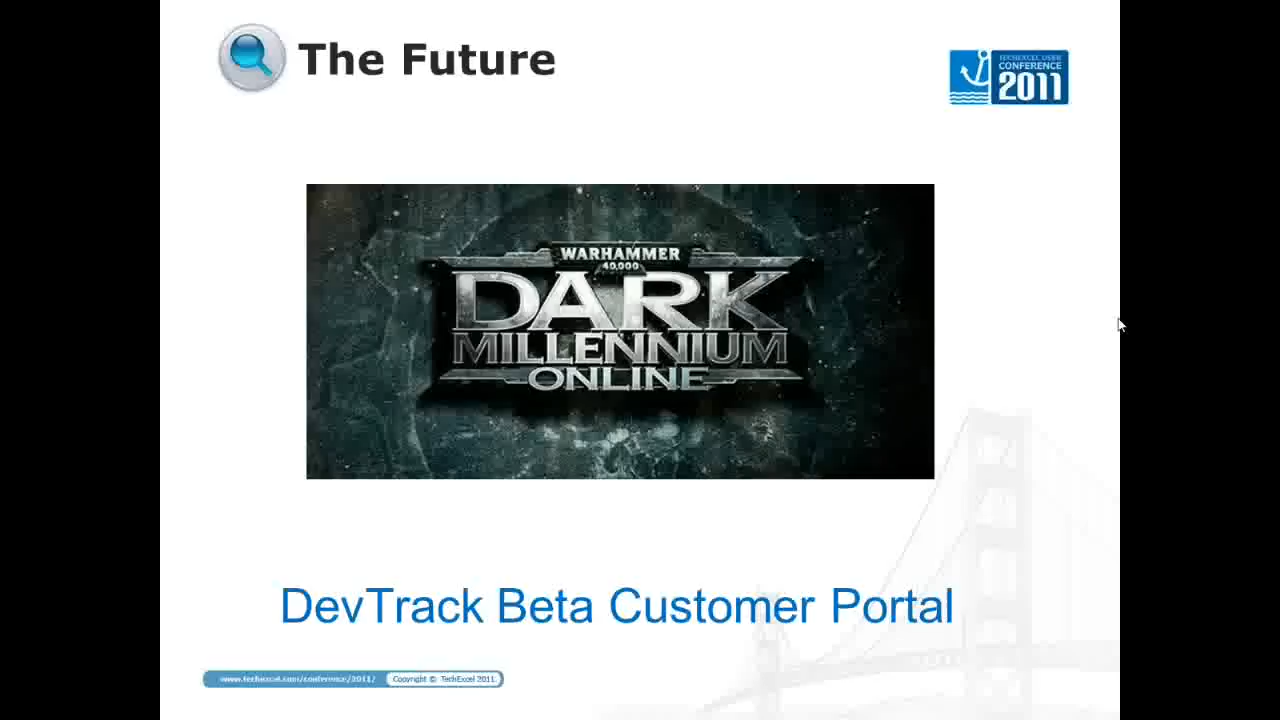 The Future
TECHEXCEL USER
CONFERENCE
2011
WARHAMMER
40,000
DARK
MILLENNIUM
ONLINE
DevTrack Beta Customer Portal
www.techexcel.com/conference/2011/
Copyright © TechExcel 2011